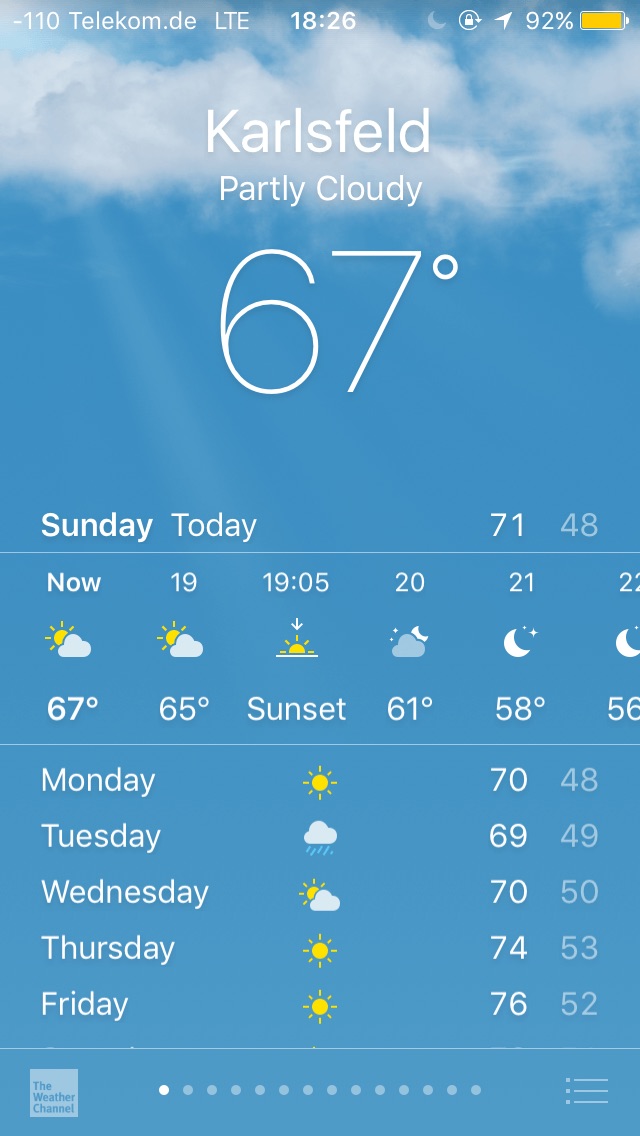 -110 Telekom.de LTE 18:26 92%
Karlsfeld
Partly Cloudy
67°
Sunday Today 71 48
Now 19 19:05 20 21 22
67° 65° Sunset 61° 58° 56
Monday 70 48
Tuesday 69 49
Wednesday 70 50
Thursday 74 53
Friday 76 52
The
Weather
Channel